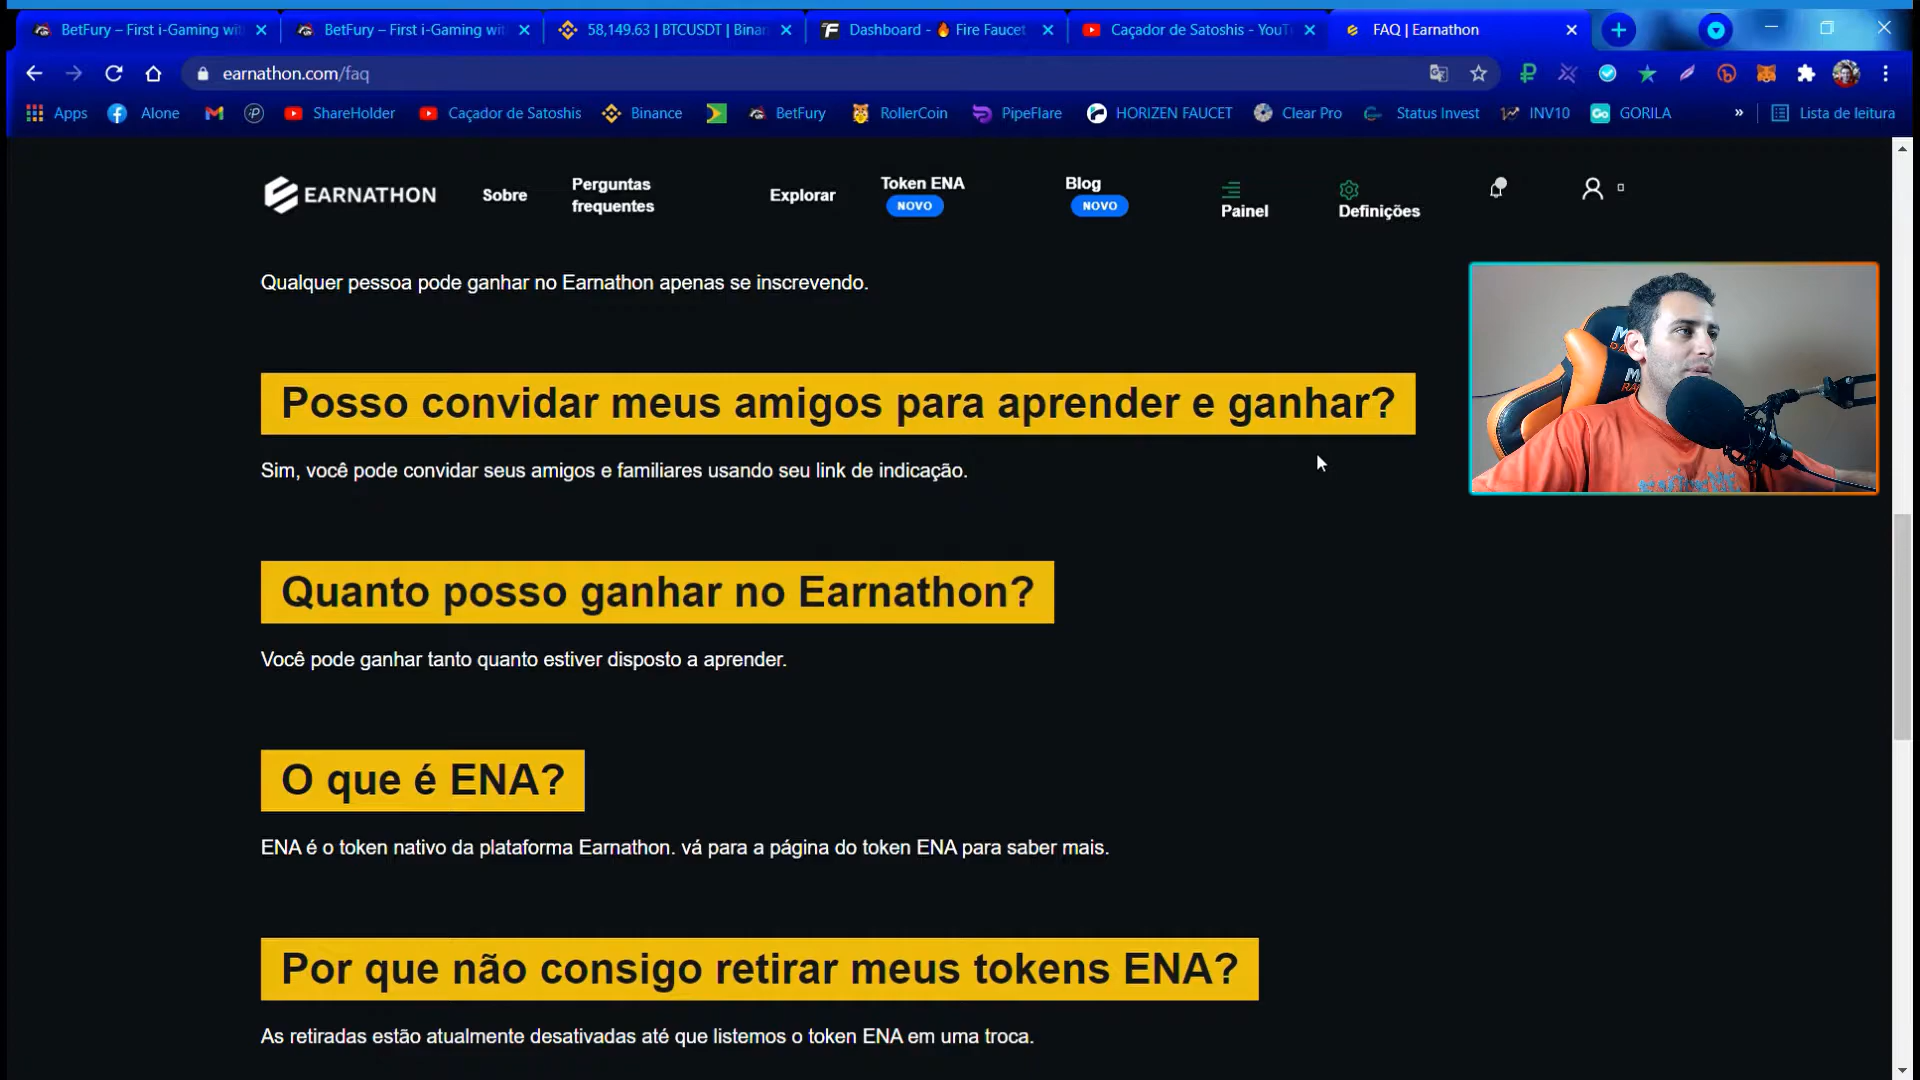 BetFury – First i-Gaming wit
BetFury – First i-Gaming wit
58,149.63 | BTCUSDT | Binan
Dashboard - 🔥 Fire Faucet
Caçador de Satoshis - YouTu
FAQ | Earnathon
earnathon.com/faq
Apps
Alone
ShareHolder
Caçador de Satoshis
Binance
BetFury
RollerCoin
PipeFlare
HORIZEN FAUCET
Clear Pro
Status Invest
INV10
GORILA
»
Lista de leitura
EARNATHON
Sobre
Perguntas
frequentes
Explorar
Token ENA
NOVO
Blog
NOVO
Painel
Definições
Qualquer pessoa pode ganhar no Earnathon apenas se inscrevendo.
Posso convidar meus amigos para aprender e ganhar?
Sim, você pode convidar seus amigos e familiares usando seu link de indicação.
Quanto posso ganhar no Earnathon?
Você pode ganhar tanto quanto estiver disposto a aprender.
O que é ENA?
ENA é o token nativo da plataforma Earnathon. vá para a página do token ENA para saber mais.
Por que não consigo retirar meus tokens ENA?
As retiradas estão atualmente desativadas até que listemos o token ENA em uma troca.